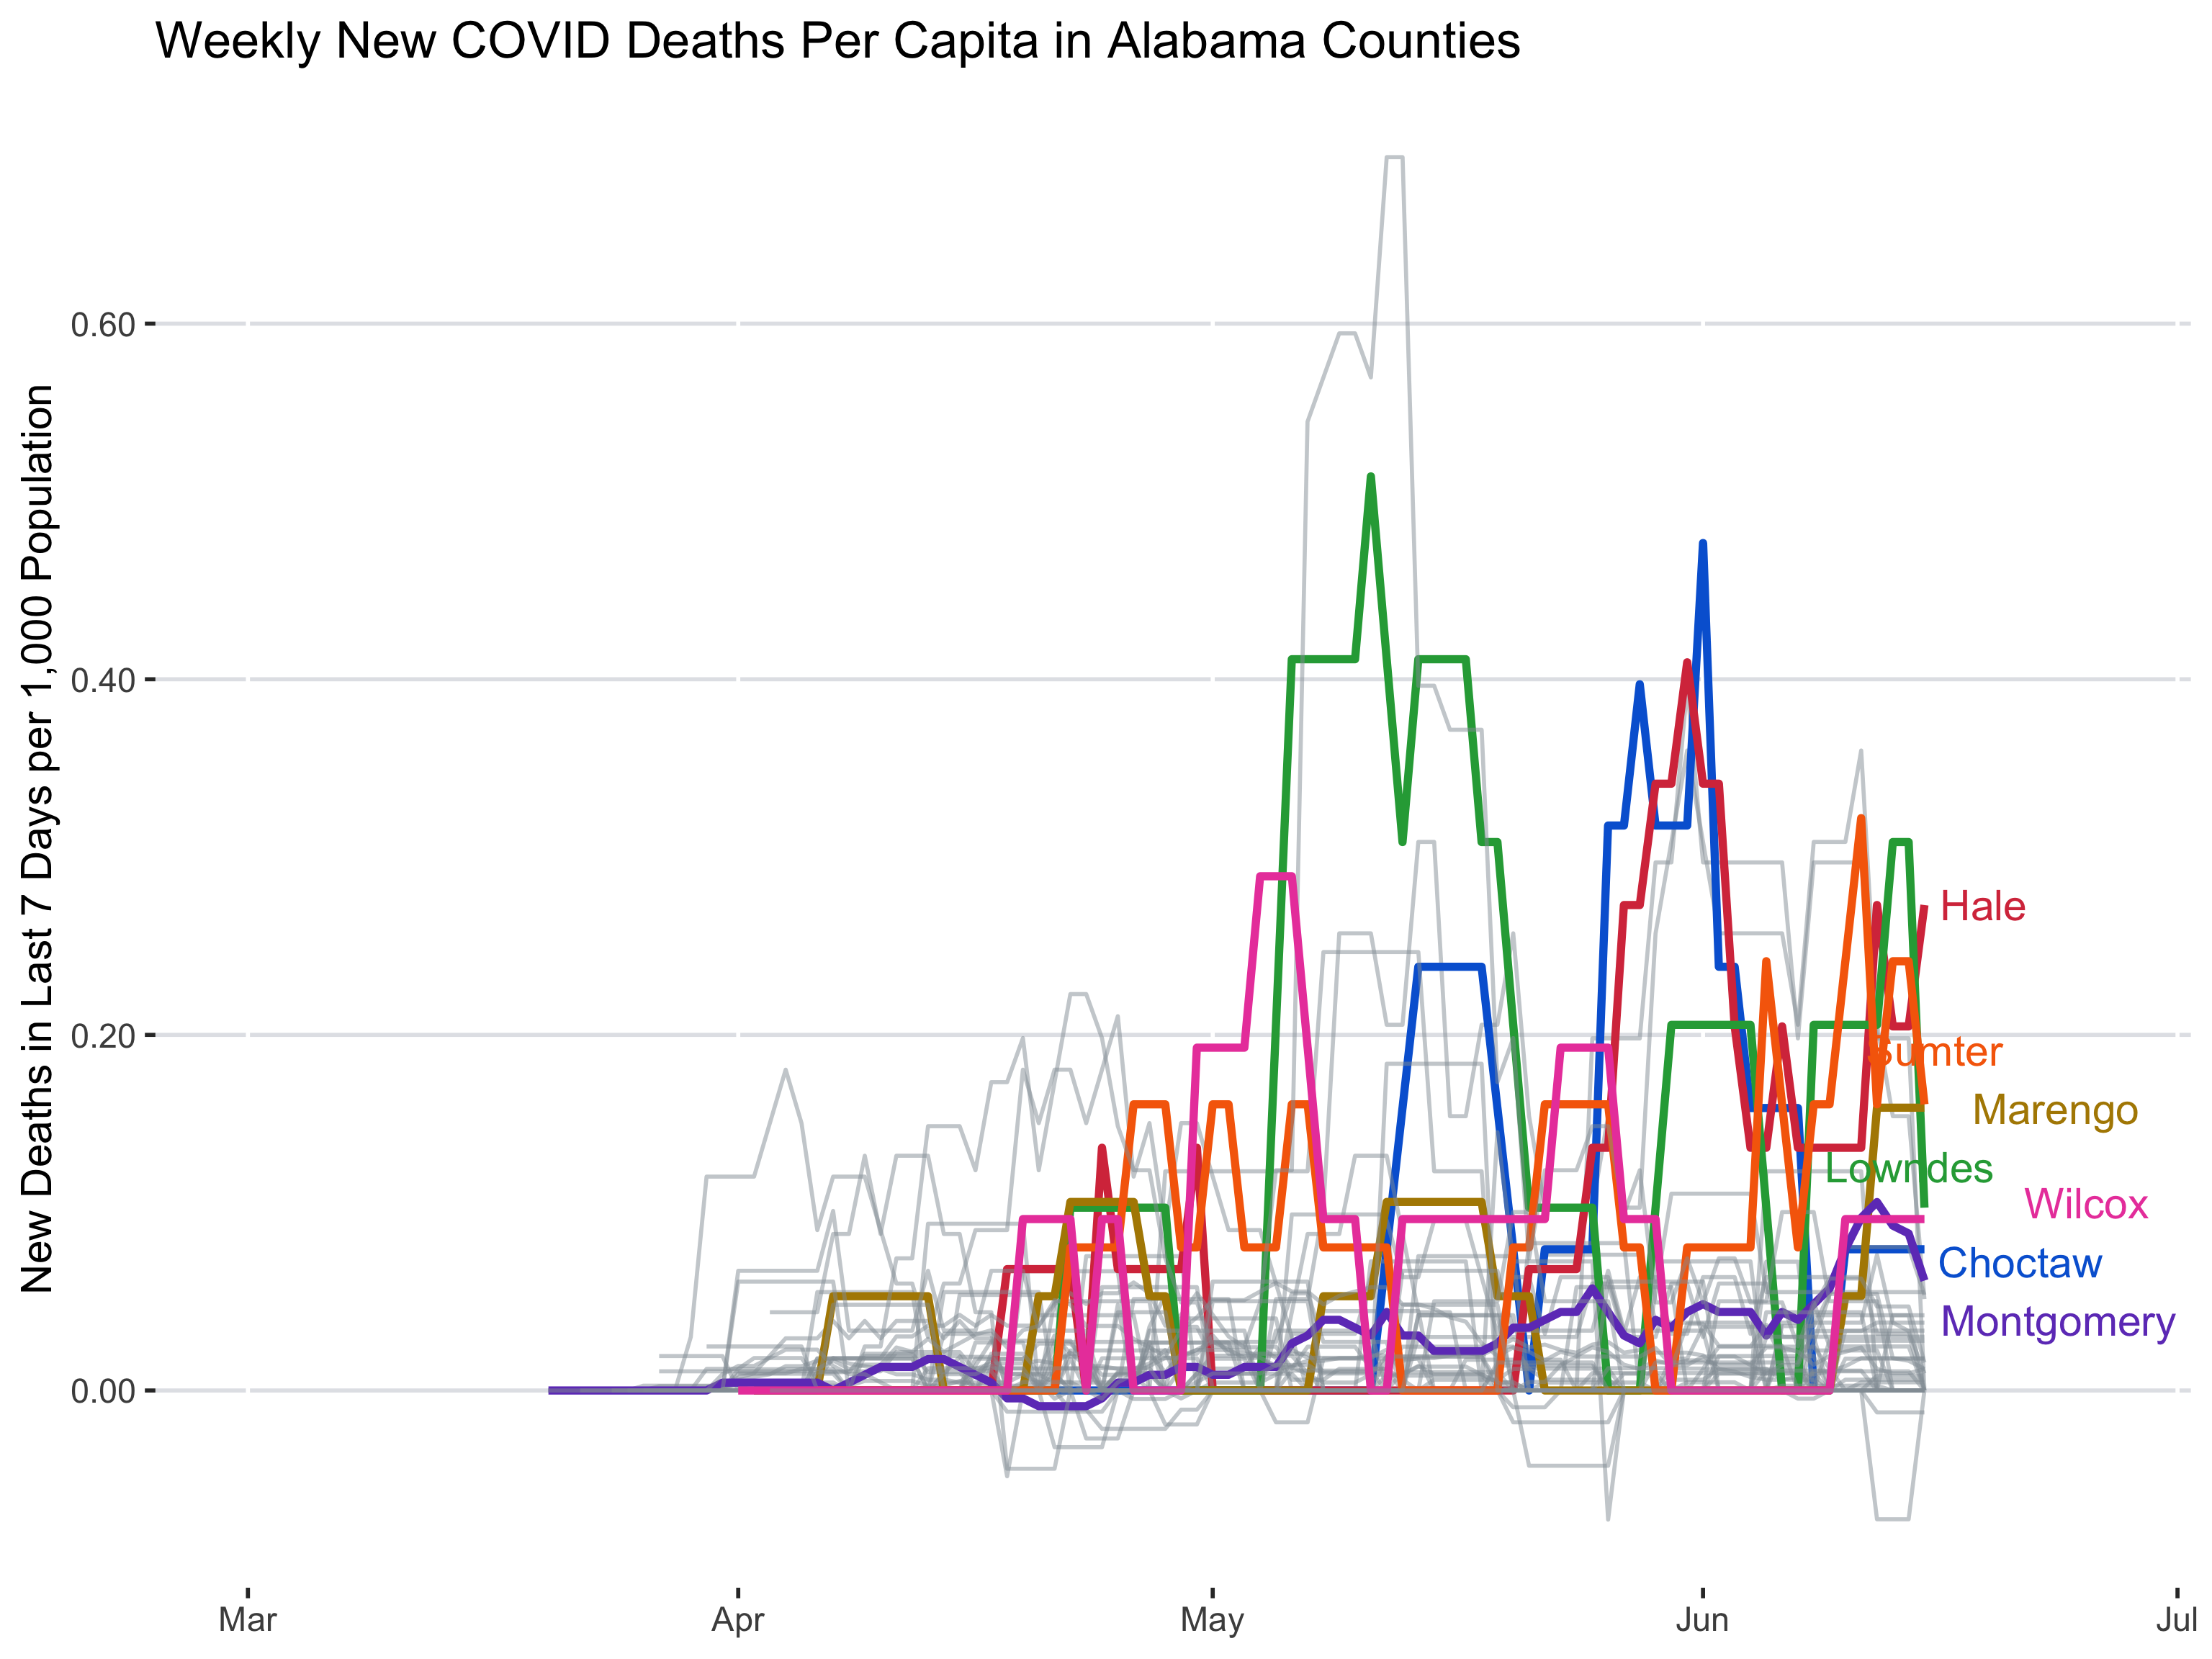 Weekly New COVID Deaths Per Capita in Alabama Counties
New Deaths in Last 7 Days per 1,000 Population
0.60
0.40
0.20
0.00
Hale
Sumter
Marengo
Lowndes
Wilcox
Choctaw
Montgomery
Mar
Apr
May
Jun
Jul